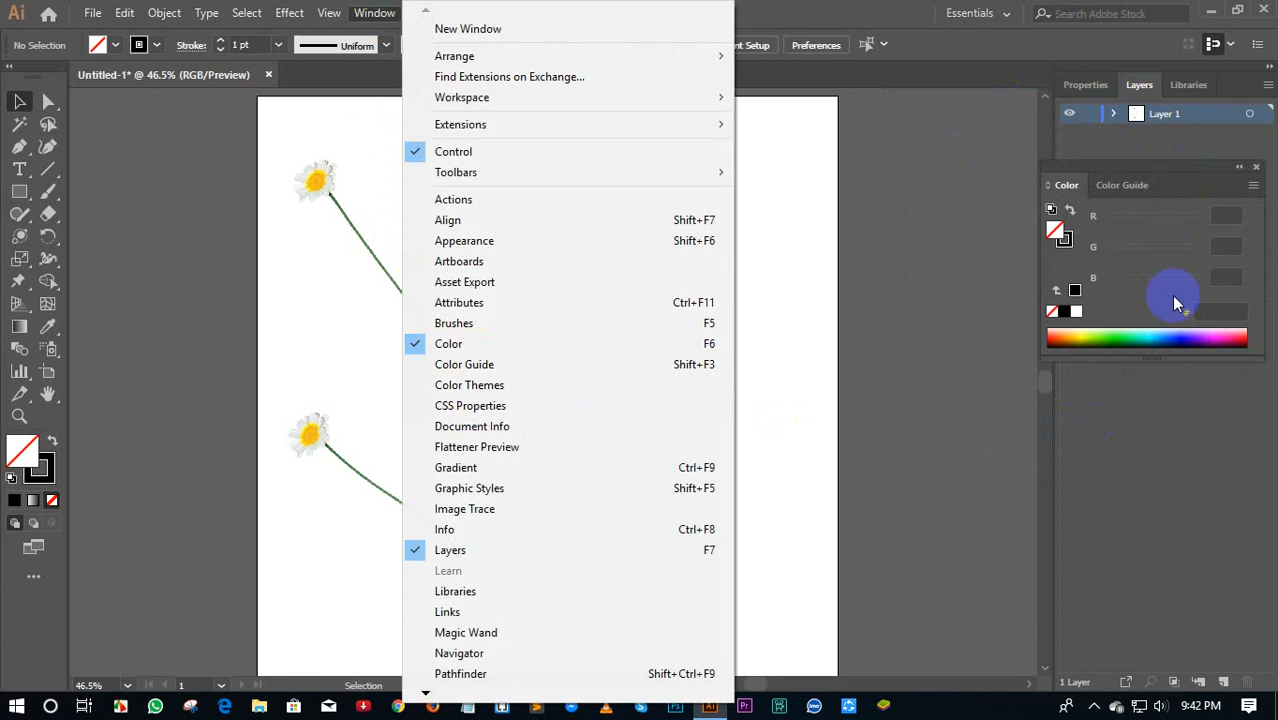 Ai File Edit Object Type Select Effect View Window Essentials Search Adobe Stock
No Selection Stroke: 1 pt Uniform t Setup Preferences
Untitled-1* @ 46.5% (RGB/Preview)
New Window
Arrange
Find Extensions on Exchange...
Workspace
Extensions
Control
Toolbars
Actions
Align Shift+F7
Appearance Shift+F6
Artboards
Asset Export
Attributes Ctrl+F11
Brushes F5
Color F6
Color Guide Shift+F3
Color Themes
CSS Properties
Document Info
Flattener Preview
Gradient Ctrl+F9
Graphic Styles Shift+F5
Image Trace
Info Ctrl+F8
Layers F7
Learn
Libraries
Links
Magic Wand
Navigator
Pathfinder Shift+Ctrl+F9
Properties Layers Libraries
Layer 1
Color Color Guide
R
G
B
#
46.5% 1 Selection
1 Layer
Ps Ai Pr imo 3:42 PM